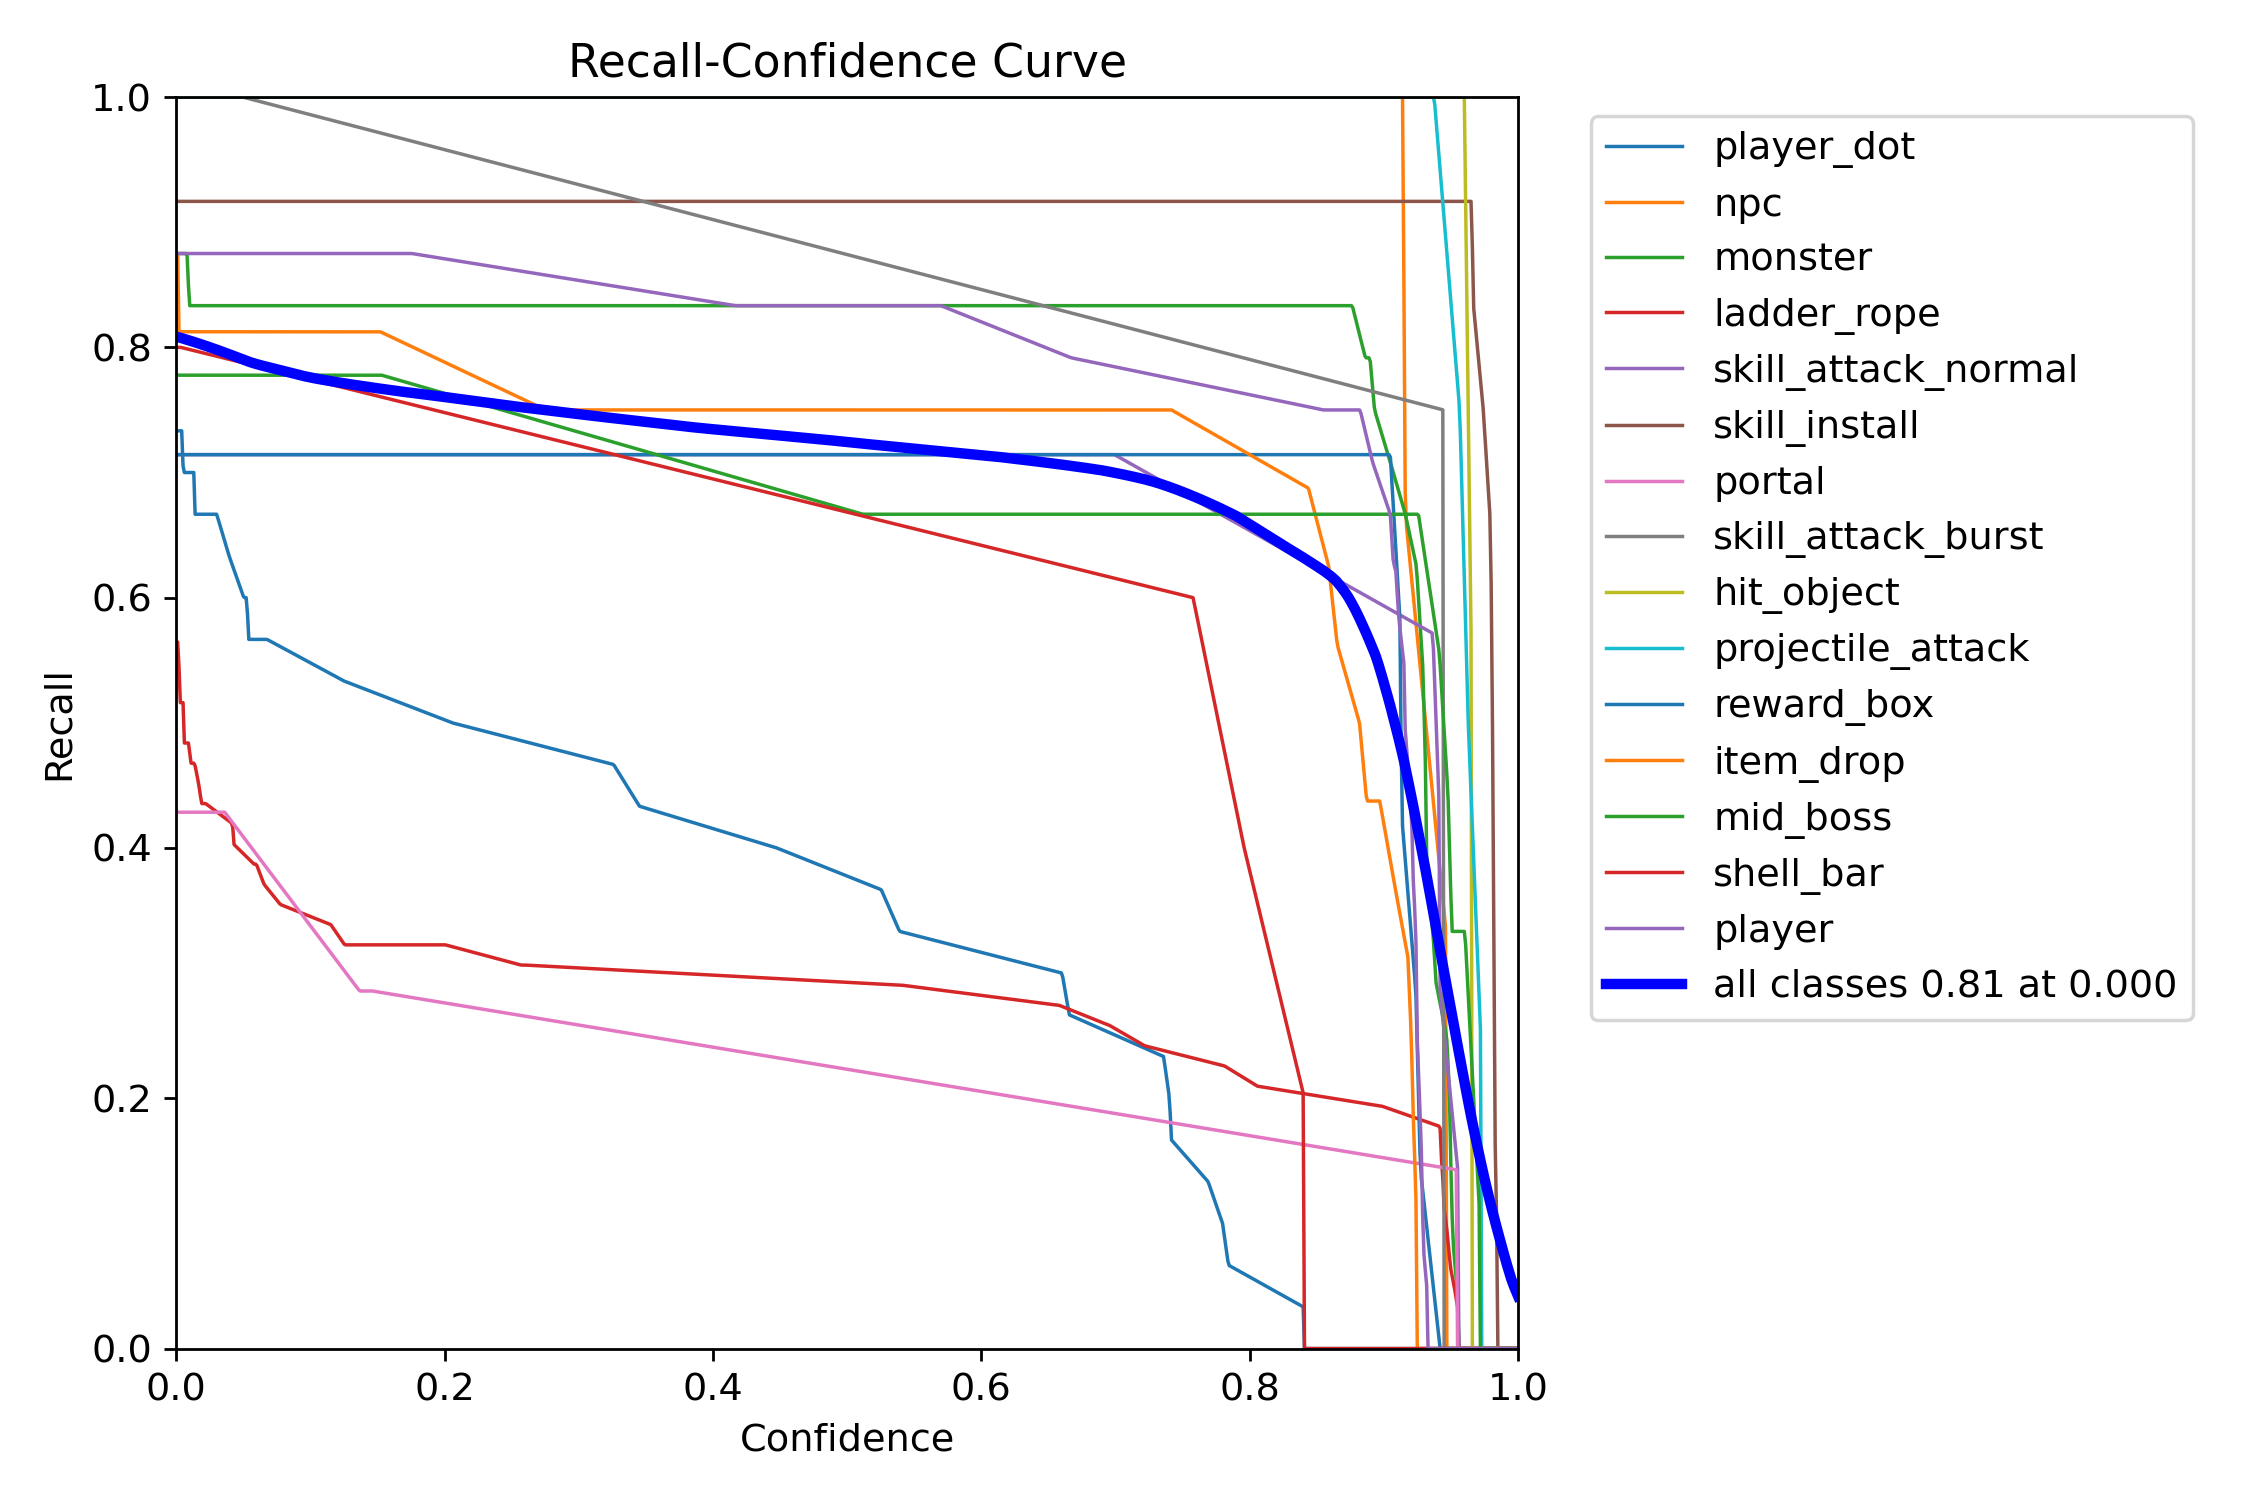 Recall-Confidence Curve
1.0
0.8
0.6
0.4
0.2
0.0
Recall
0.0 0.2 0.4 0.6 0.8 1.0
Confidence
player_dot
npc
monster
ladder_rope
skill_attack_normal
skill_install
portal
skill_attack_burst
hit_object
projectile_attack
reward_box
item_drop
mid_boss
shell_bar
player
all classes 0.81 at 0.000